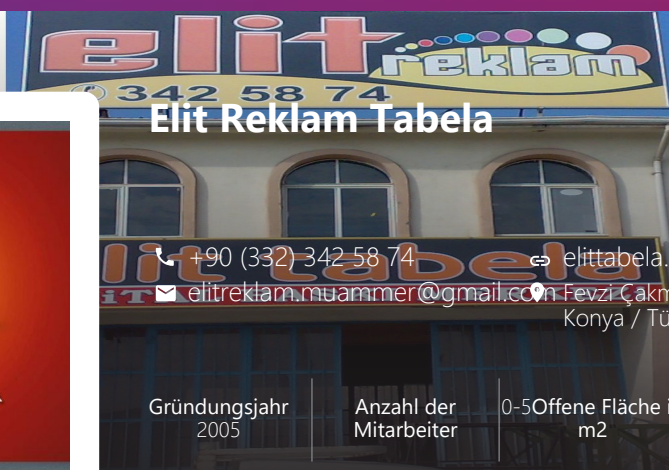 elit reklam
342 58 74
Elit Reklam Tabela
elit tabela
+90 (332) 342 58 74
elittabela.
elitreklam.muammer@gmail.com
Fevzi Çakm
Konya / Tü
Gründungsjahr
2005
Anzahl der
Mitarbeiter
0-5
Offene Fläche i
m2